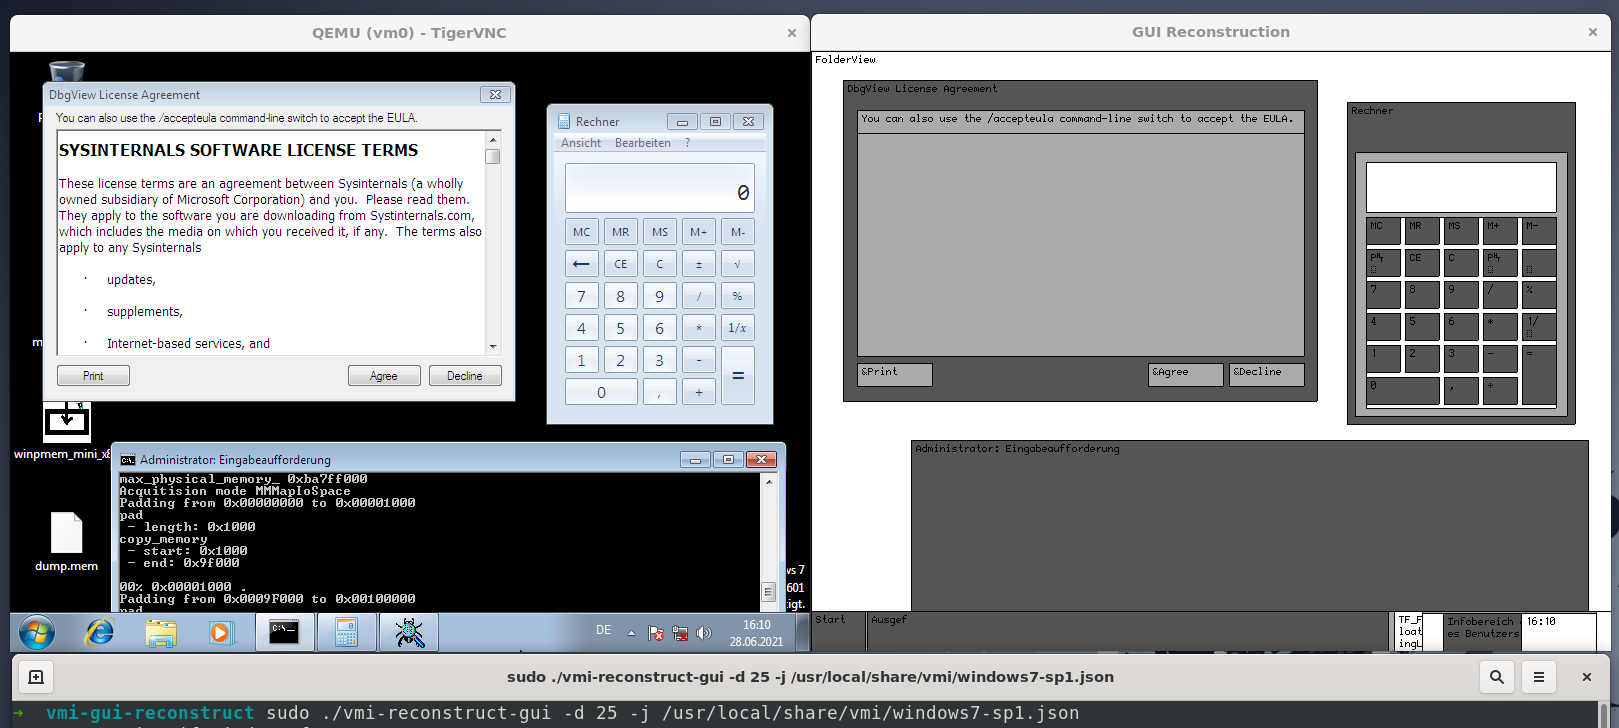 QEMU (vm0) - TigerVNC
DbgView License Agreement
You can also use the /accepteula command-line switch to accept the EULA.
SYSINTERNALS SOFTWARE LICENSE TERMS
These license terms are an agreement between Sysinternals (a wholly
owned subsidiary of Microsoft Corporation) and you.  Please read them.
They apply to the software you are downloading from Systinternals.com,
which includes the media on which you received it, if any.  The terms also
apply to any Sysinternals
· updates,
· supplements,
· Internet-based services, and
Print Agree Decline
Rechner
Ansicht Bearbeiten ?
0
MC MR MS M+ M-
← CE C ± √
7 8 9 / %
4 5 6 * 1/x
1 2 3 - =
0 , +
winpmem_mini_x
dump.mem
Administrator: Eingabeaufforderung
max_physical_memory_ 0xba7ff000
Acquitision mode MMMapIoSpace
Padding from 0x00000000 to 0x00001000
pad
- length: 0x1000
copy_memory
- start: 0x1000
- end: 0x9f000
00% 0x00001000 .
Padding from 0x0009F000 to 0x00100000
pad
ws 7
601
tigt.
DE
16:10
28.06.2021
GUI Reconstruction
FolderView
DbgView License Agreement
You can also use the /accepteula command-line switch to accept the EULA.
&Print &Agree &Decline
Rechner
MC MR MS M+ M-
CE C
7 8 9 / %
4 5 6 * 1/
1 2 3 - =
0 , +
Administrator: Eingabeaufforderung
Start Ausgef
TF_F
loat
ingL
Infobereich
es Benutzers
16:10
sudo ./vmi-reconstruct-gui -d 25 -j /usr/local/share/vmi/windows7-sp1.json
→ vmi-gui-reconstruct sudo ./vmi-reconstruct-gui -d 25 -j /usr/local/share/vmi/windows7-sp1.json